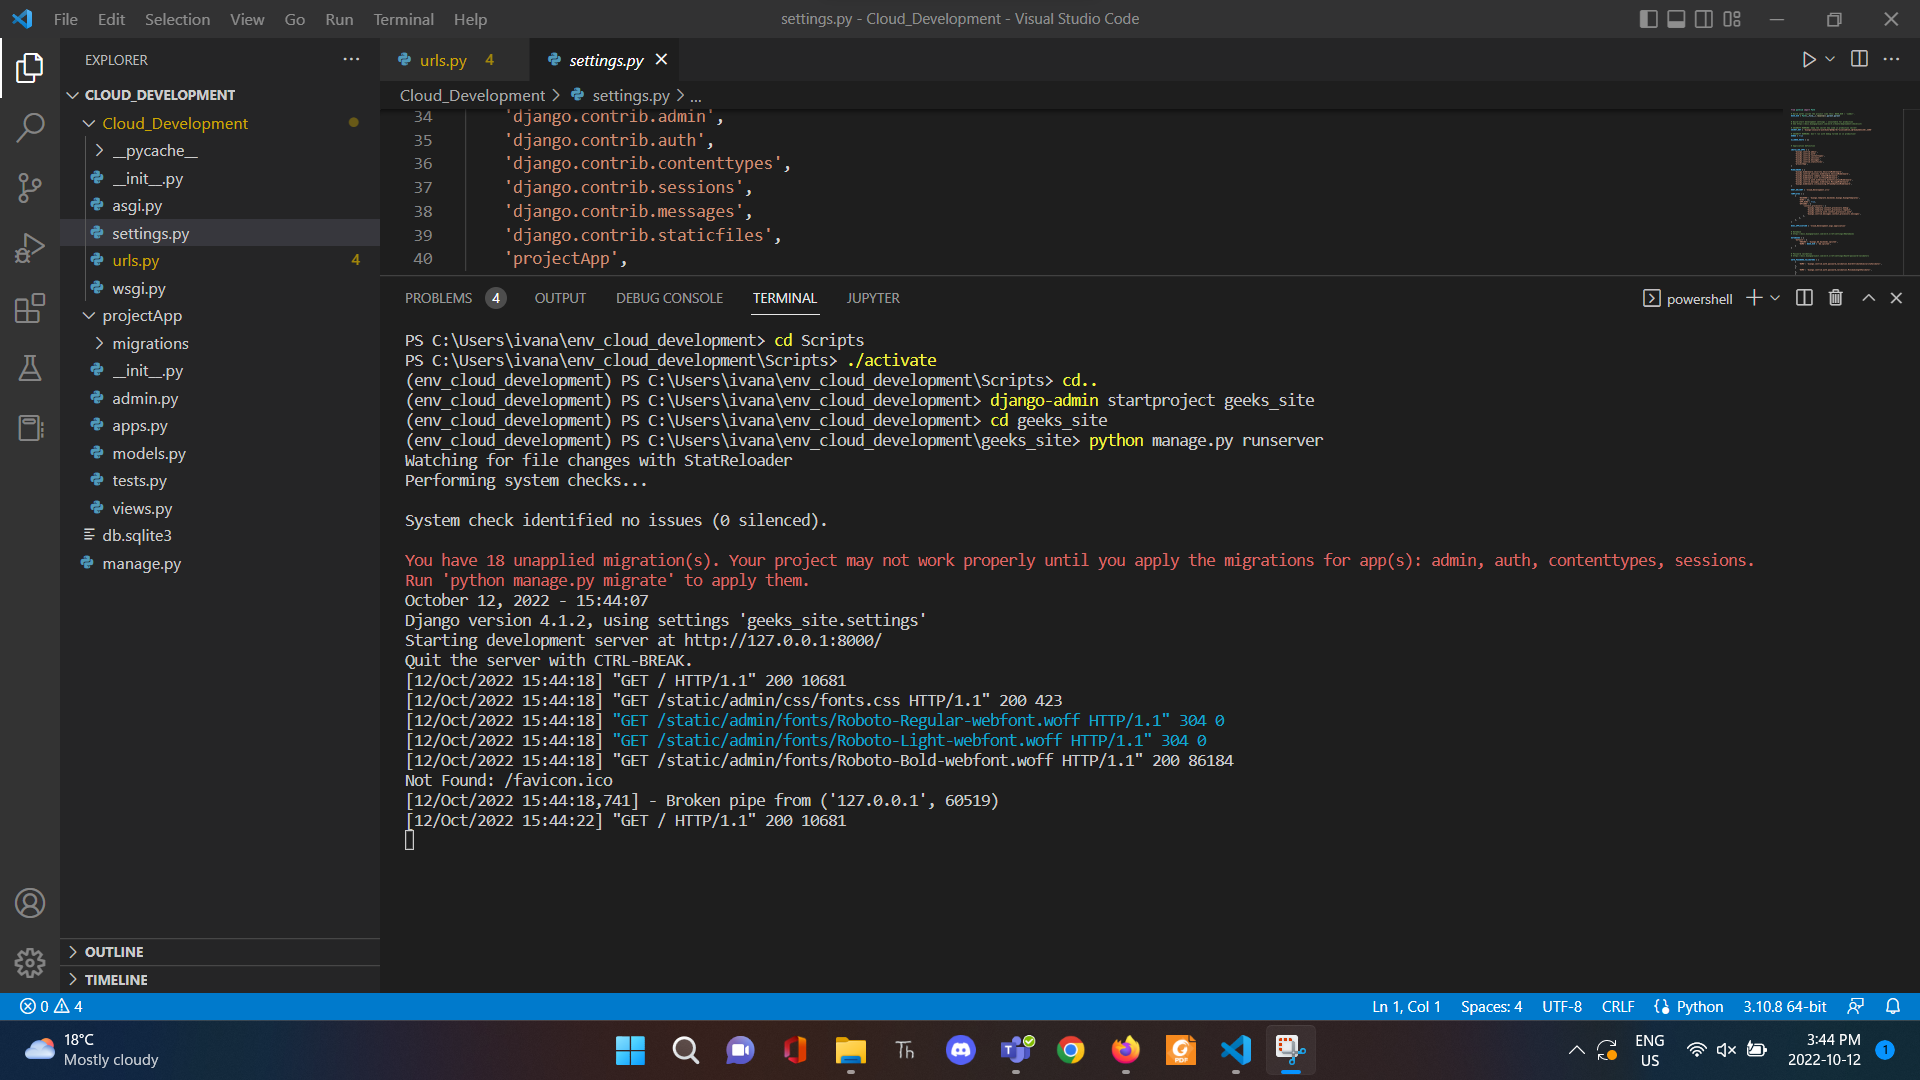 File Edit Selection View Go Run Terminal Help
settings.py - Cloud_Development - Visual Studio Code
EXPLORER
urls.py 4
settings.py
CLOUD_DEVELOPMENT
Cloud_Development
__pycache__
__init__.py
asgi.py
settings.py
urls.py 4
wsgi.py
projectApp
migrations
__init__.py
admin.py
apps.py
models.py
tests.py
views.py
db.sqlite3
manage.py
OUTLINE
TIMELINE
Cloud_Development > settings.py > ...
34 'django.contrib.admin',
35 'django.contrib.auth',
36 'django.contrib.contenttypes',
37 'django.contrib.sessions',
38 'django.contrib.messages',
39 'django.contrib.staticfiles',
40 'projectApp',
PROBLEMS 4 OUTPUT DEBUG CONSOLE TERMINAL JUPYTER
powershell
PS C:\Users\ivana\env_cloud_development> cd Scripts
PS C:\Users\ivana\env_cloud_development\Scripts> ./activate
(env_cloud_development) PS C:\Users\ivana\env_cloud_development\Scripts> cd..
(env_cloud_development) PS C:\Users\ivana\env_cloud_development> django-admin startproject geeks_site
(env_cloud_development) PS C:\Users\ivana\env_cloud_development> cd geeks_site
(env_cloud_development) PS C:\Users\ivana\env_cloud_development\geeks_site> python manage.py runserver
Watching for file changes with StatReloader
Performing system checks...
System check identified no issues (0 silenced).
You have 18 unapplied migration(s). Your project may not work properly until you apply the migrations for app(s): admin, auth, contenttypes, sessions.
Run 'python manage.py migrate' to apply them.
October 12, 2022 - 15:44:07
Django version 4.1.2, using settings 'geeks_site.settings'
Starting development server at http://127.0.0.1:8000/
Quit the server with CTRL-BREAK.
[12/Oct/2022 15:44:18] "GET / HTTP/1.1" 200 10681
[12/Oct/2022 15:44:18] "GET /static/admin/css/fonts.css HTTP/1.1" 200 423
[12/Oct/2022 15:44:18] "GET /static/admin/fonts/Roboto-Regular-webfont.woff HTTP/1.1" 304 0
[12/Oct/2022 15:44:18] "GET /static/admin/fonts/Roboto-Light-webfont.woff HTTP/1.1" 304 0
[12/Oct/2022 15:44:18] "GET /static/admin/fonts/Roboto-Bold-webfont.woff HTTP/1.1" 200 86184
Not Found: /favicon.ico
[12/Oct/2022 15:44:18,741] - Broken pipe from ('127.0.0.1', 60519)
[12/Oct/2022 15:44:22] "GET / HTTP/1.1" 200 10681
0 4
Ln 1, Col 1 Spaces: 4 UTF-8 CRLF Python 3.10.8 64-bit
18°C
Mostly cloudy
Th
PDF
ENG
US
3:44 PM
2022-10-12
1